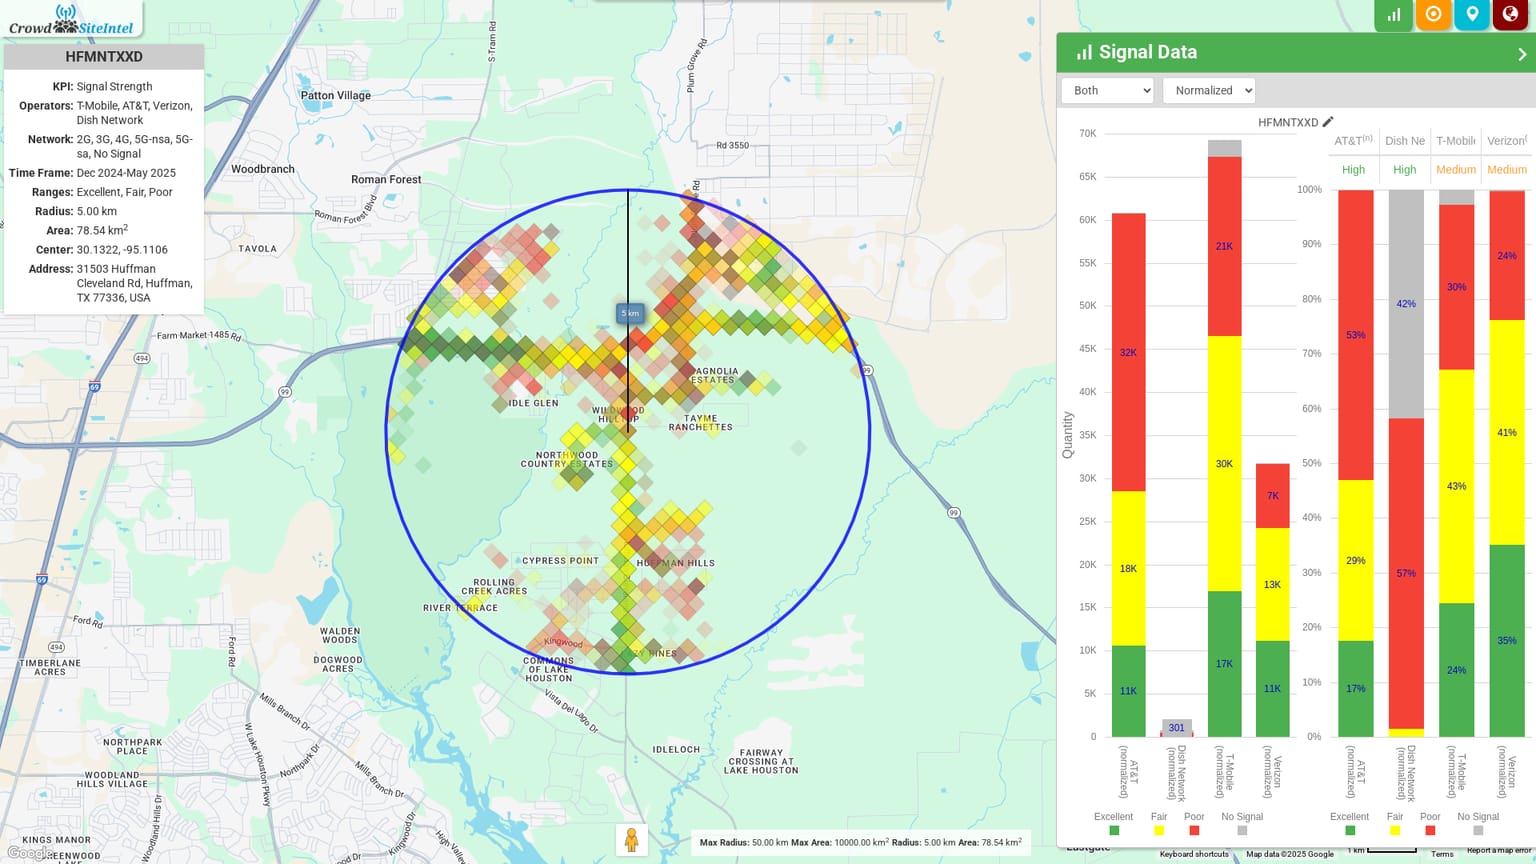 Crowd SiteIntel
HFMNTXXD
KPI: Signal Strength
Operators: T-Mobile, AT&T, Verizon,
Dish Network
Network: 2G, 3G, 4G, 5G-nsa, 5G-
sa, No Signal
Time Frame: Dec 2024-May 2025
Ranges: Excellent, Fair, Poor
Radius: 5.00 km
Area: 78.54 km²
Center: 30.1322, -95.1106
Address: 31503 Huffman
Cleveland Rd, Huffman,
TX 77336, USA
S-Tram Rd
Plum Grove Rd
Patton Village
Rd 3550
Woodbranch
Roman Forest
Roman Forest Blvd
TAVOLA
Farm Market 1485 Rd
494
69
99
5 km
99
AGNOLIA
ESTATES
IDLE GLEN
WILDWOOD
HILLTOP
TAYME
RANCHETTES
NORTHWOOD
COUNTRY ESTATES
99
CYPRESS POINT
HUFFMAN HILLS
69
ROLLING
CREEK ACRES
RIVER TERRACE
Ford Rd
494
Ford Rd
WALDEN
WOODS
TIMBERLANE
ACRES
DOGWOOD
ACRES
Kingwood
ZY PINES
COMMONS
OF LAKE
HOUSTON
Mills Branch Dr
Vista Del Lago Dr
W Lake Houston Pkwy
NORTHPARK
PLACE
Northpark Dr
Mills Branch Dr
IDLELOCH
FAIRWAY
CROSSING AT
LAKE HOUSTON
WOODLAND
HILLS VILLAGE
Woodland Hills Dr
Kingwood Dr
High Valley
KINGS MANOR
GREENWOOD
Google
Max Radius: 50.00 km Max Area: 10000.00 km² Radius: 5.00 km Area: 78.54 km²
Keyboard shortcuts
Map data ©2025 Google
1 km
Terms
Report a map error
Signal Data
Both
Normalized
HFMNTXXD
Quantity
70K
65K
60K
55K
50K
45K
40K
35K
30K
25K
20K
15K
10K
5K
0
32K
18K
11K
301
21K
30K
17K
7K
13K
11K
AT&T
(normalized)
Dish Network
(normalized)
T-Mobile
(normalized)
Verizon
(normalized)
Excellent
Fair
Poor
No Signal
AT&T(n)
Dish Ne
T-Mobile
Verizon(
High
High
Medium
Medium
100%
90%
80%
70%
60%
50%
40%
30%
20%
10%
0%
53%
29%
17%
42%
57%
30%
43%
24%
24%
41%
35%
AT&T
(normalized)
Dish Network
(normalized)
T-Mobile
(normalized)
Verizon
(normalized)
Excellent
Fair
Poor
No Signal